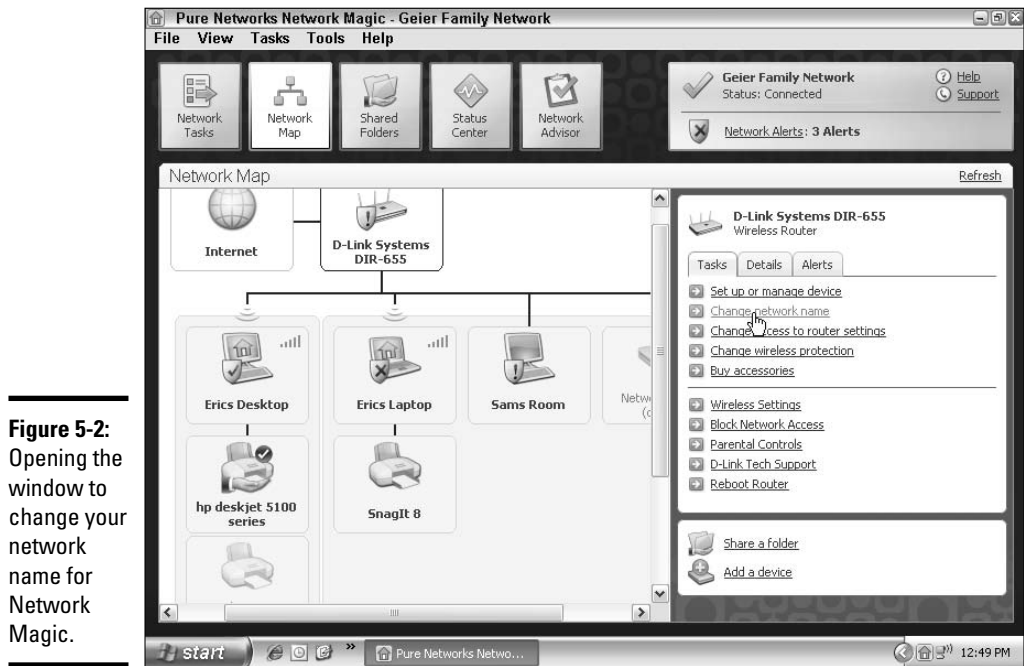 Pure Networks Network Magic - Geier Family Network
File View Tasks Tools Help
Network
Tasks
Network
Map
Shared
Folders
Status
Center
Network
Advisor
Geier Family Network
Status: Connected
Help
Support
Network Alerts: 3 Alerts
Network Map
Refresh
Internet
D-Link Systems
DIR-655
Erics Desktop
Erics Laptop
Sams Room
hp deskjet 5100
series
SnagIt 8
D-Link Systems DIR-655
Wireless Router
Tasks Details Alerts
Set up or manage device
Change network name
Change access to router settings
Change wireless protection
Buy accessories
Wireless Settings
Block Network Access
Parental Controls
D-Link Tech Support
Reboot Router
Share a folder
Add a device
start
Pure Networks Netwo...
12:49 PM
Figure 5-2:
Opening the
window to
change your
network
name for
Network
Magic.